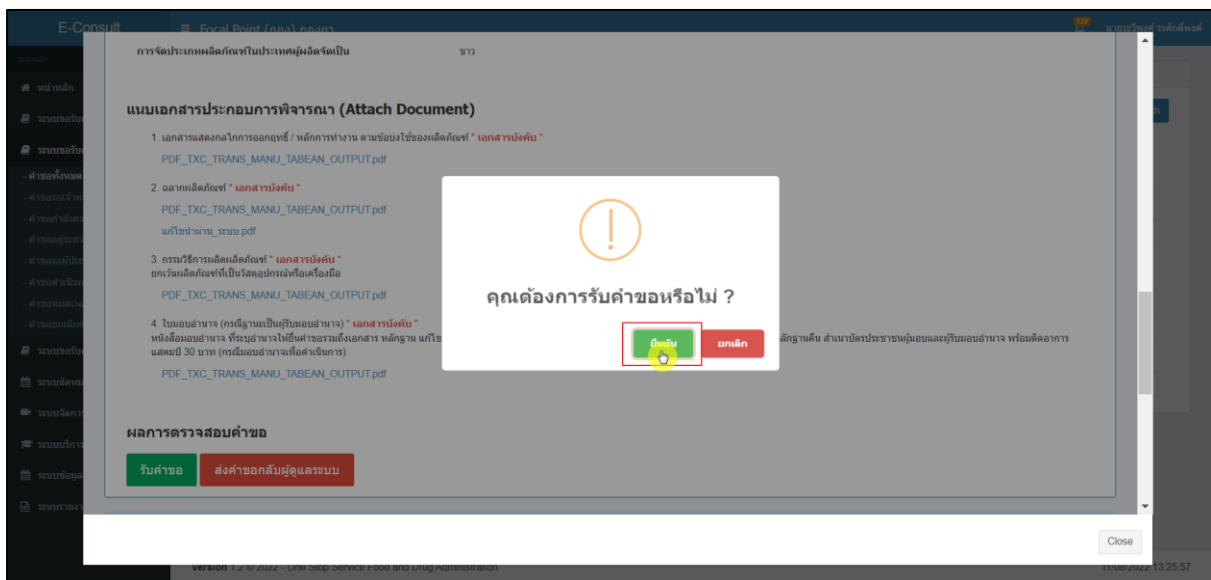 E-Consult
Focal Point (กอง) กองยา
132
หน้าหลัก
- คำขอทั้งหมด
การจัดประเภทผลิตภัณฑ์ในประเทศผู้ผลิตจัดเป็น ขาว
แนบเอกสารประกอบการพิจารณา (Attach Document)
1. เอกสารแสดงกลไกการออกฤทธิ์ / หลักการทำงาน ตามข้อบ่งใช้ของผลิตภัณฑ์ " เอกสารบังคับ "
PDF_TXC_TRANS_MANU_TABEAN_OUTPUT.pdf
2. ฉลากผลิตภัณฑ์ " เอกสารบังคับ "
PDF_TXC_TRANS_MANU_TABEAN_OUTPUT.pdf
แก้ไขนำผ่าน_ระบบ.pdf
3. กรรมวิธีการผลิตผลิตภัณฑ์ " เอกสารบังคับ "
ยกเว้นผลิตภัณฑ์ที่เป็นวัสดุอุปกรณ์หรือเครื่องมือ
PDF_TXC_TRANS_MANU_TABEAN_OUTPUT.pdf
4. ใบมอบอำนาจ (กรณีฐานะเป็นผู้รับมอบอำนาจ) " เอกสารบังคับ "
หนังสือมอบอำนาจ ที่ระบุอำนาจให้ยื่นคำขอรวมถึงเอกสาร หลักฐาน แก้ไข
ลักฐานคืน สำเนาบัตรประชาชนผู้มอบและผู้รับมอบอำนาจ พร้อมติดอากร
แสตมป์ 30 บาท (กรณีมอบอำนาจเพื่อดำเนินการ)
PDF_TXC_TRANS_MANU_TABEAN_OUTPUT.pdf
คุณต้องการรับคำขอหรือไม่ ?
ยืนยัน ยกเลิก
ผลการตรวจสอบคำขอ
รับคำขอ ส่งคำขอกลับผู้ดูแลระบบ
Close
Version 1.2 © 2022 - One Stop Service Food and Drug Administration
11/08/2022 13:25:57